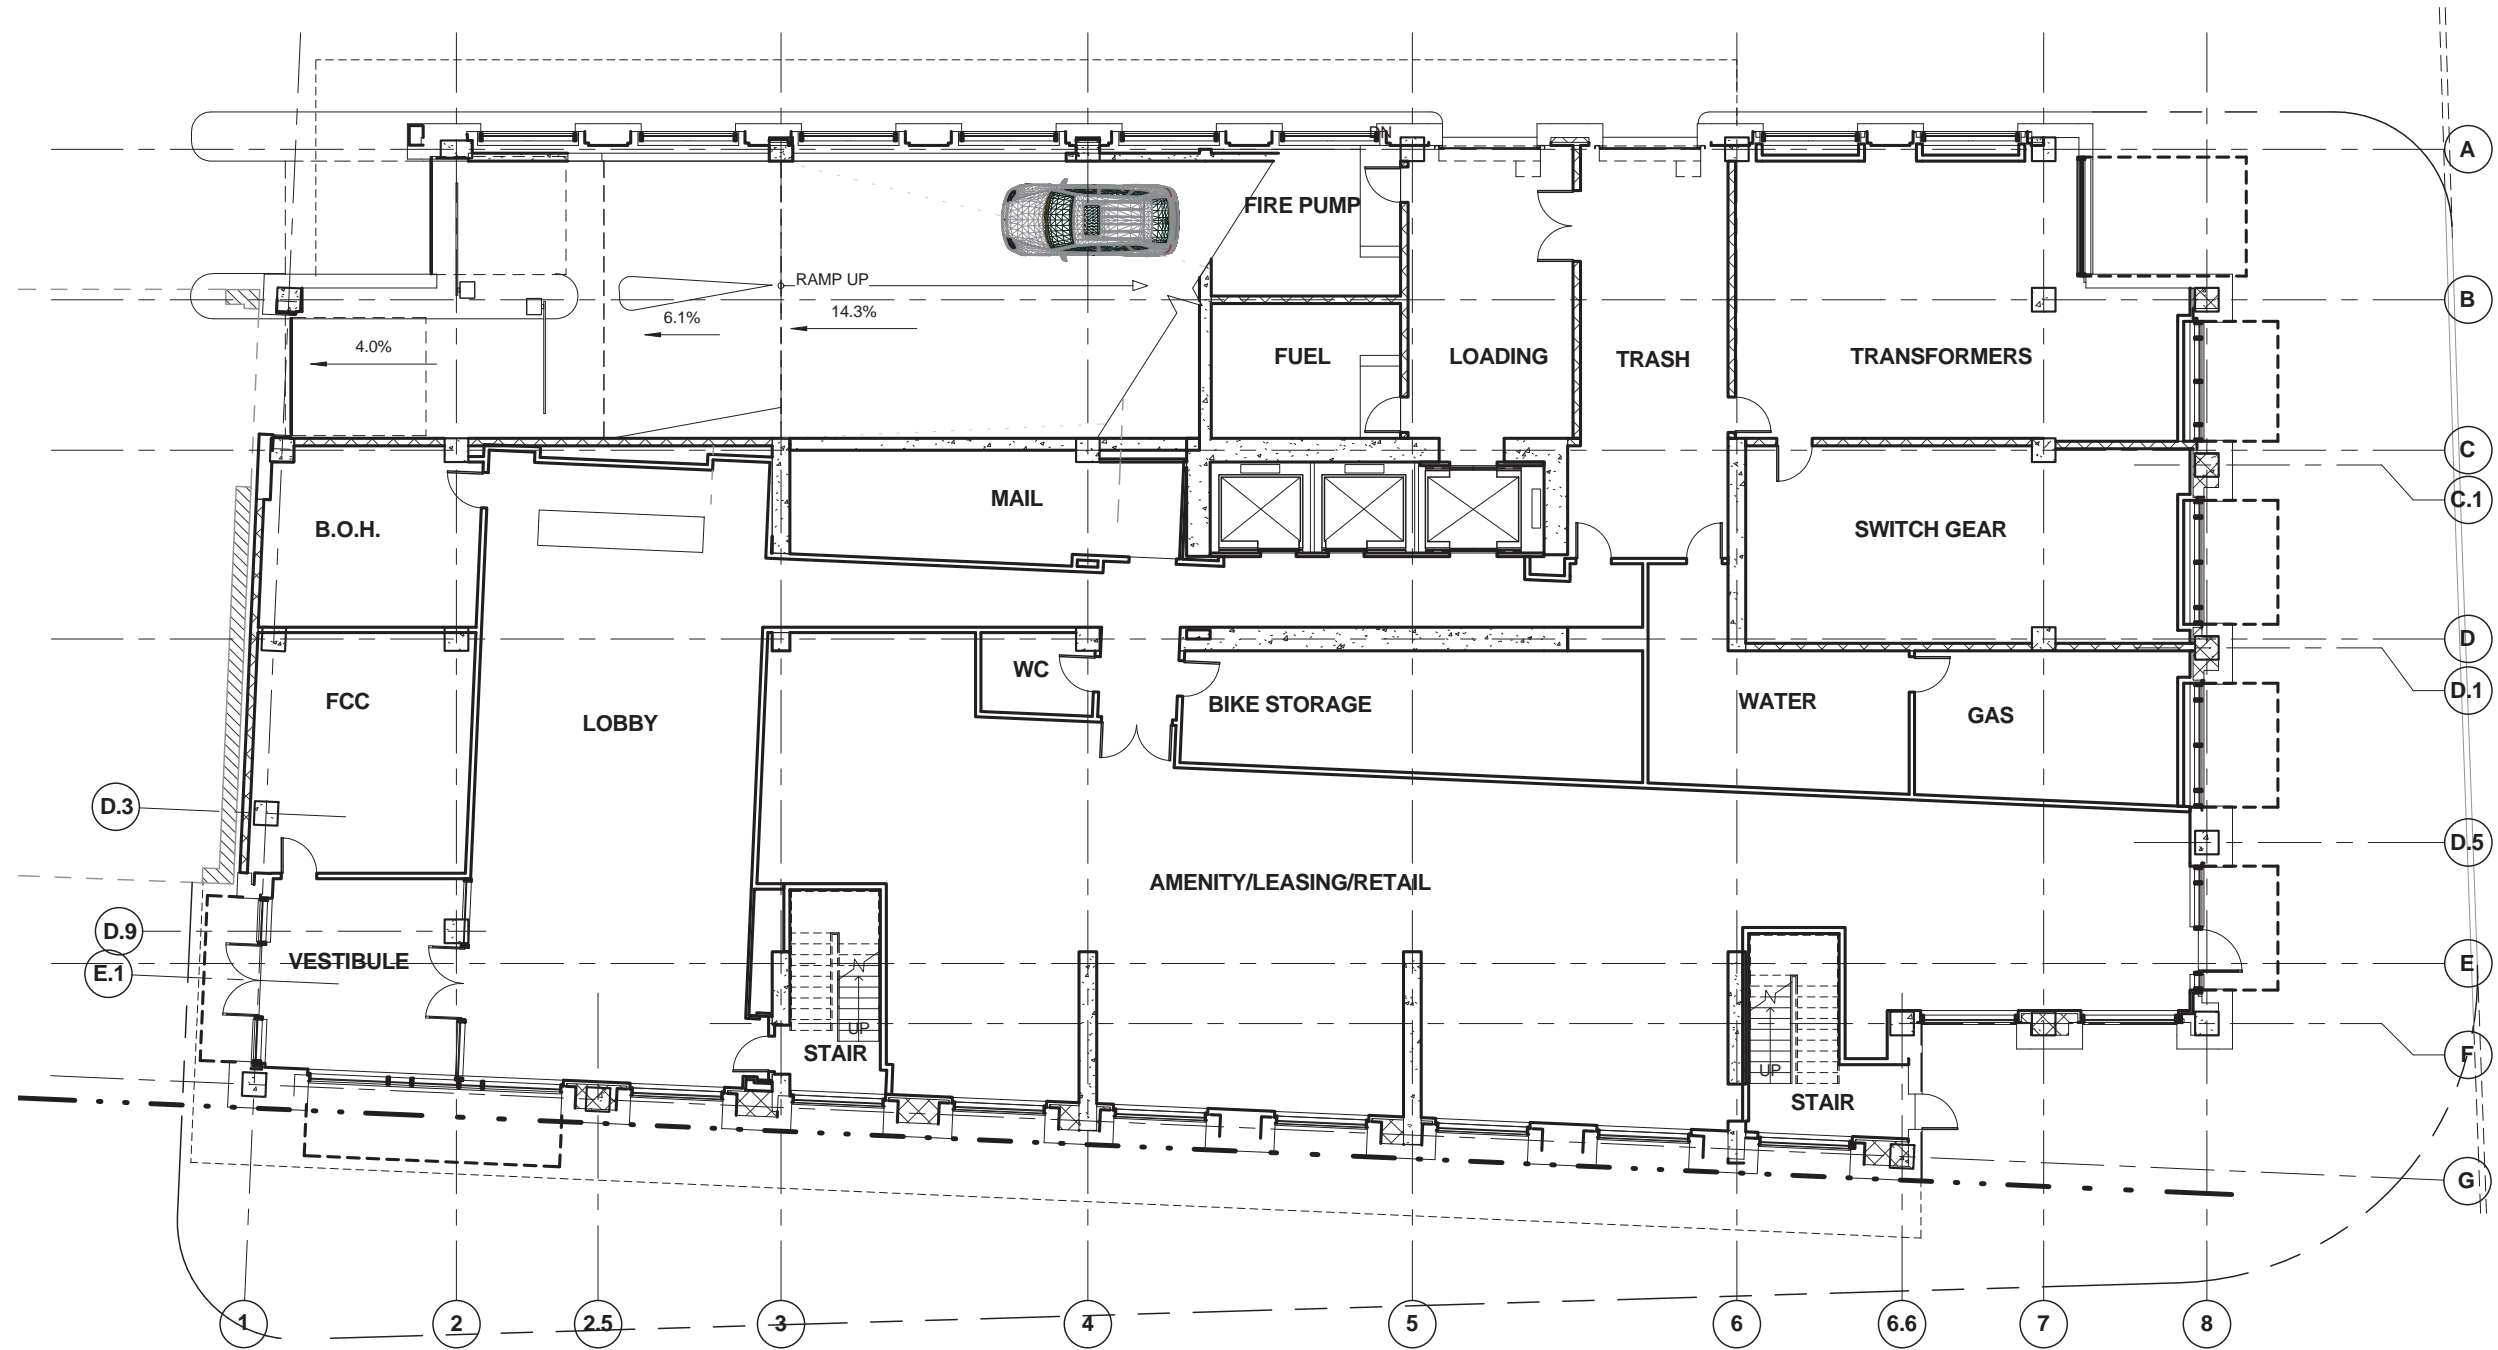 DN
A
FIRE PUMP
RAMP UP
B
6.1%
14.3%
4.0%
FUEL
LOADING
TRASH
TRANSFORMERS
C
MAIL
C.1
B.O.H.
SWITCH GEAR
D
WC
D.1
FCC
BIKE STORAGE
WATER
GAS
LOBBY
D.3
D.5
AMENITY/LEASING/RETAIL
D.9
VESTIBULE
E
E.1
UP
STAIR
F
UP
STAIR
G
1
2
2.5
3
4
5
6
6.6
7
8